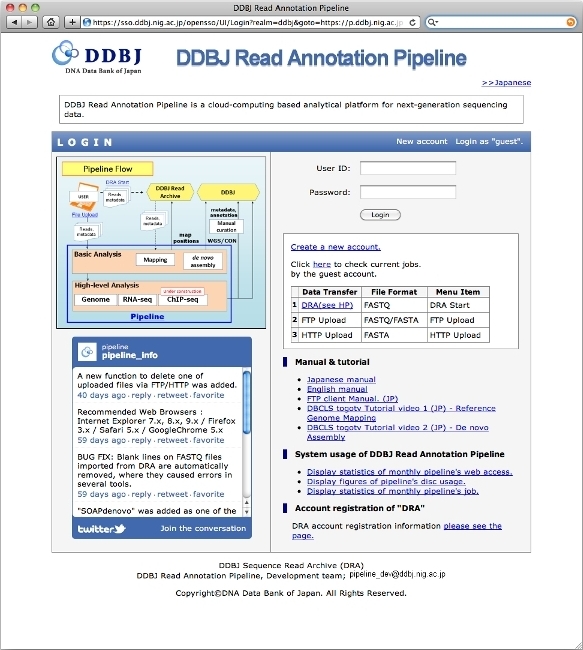 DDBJ Read Annotation Pipeline
https://sso.ddbj.nig.ac.jp/opensso/UI/Login?realm=ddbj&goto=https://p.ddbj.nig.ac.jp
DDBJ
DNA Data Bank of Japan
DDBJ Read Annotation Pipeline
>>Japanese
DDBJ Read Annotation Pipeline is a cloud-computing based analytical platform for next-generation sequencing
data.
LOGIN
New account Login as "guest".
Pipeline Flow
USER
File Upload
DRA Start
Reads,
metadata
DDBJ Read
Archive
DDBJ
Reads,
metadata
Reads,
metadata
metadata,
annotation
Manual
curation
map
positions
WGS/CON
Basic Analysis
Mapping
de novo
assembly
High-level Analysis
Under construction
Genome
RNA-seq
ChIP-seq
Pipeline
User ID:
Password:
Login
Create a new account.
Click here to check current jobs.
by the guest account.
Data Transfer File Format Menu Item
1 DRA(see HP) FASTQ DRA Start
2 FTP Upload FASTQ/FASTA FTP Upload
3 HTTP Upload FASTA HTTP Upload
pipeline
pipeline_info
A new function to delete one of
uploaded files via FTP/HTTP was added.
40 days ago · reply · retweet · favorite
Recommended Web Browsers :
Internet Explorer 7.x, 8.x, 9.x / Firefox
3.x / Safari 5.x / GoogleChrome 5.x
59 days ago · reply · retweet · favorite
BUG FIX: Blank lines on FASTQ files
imported from DRA are automatically
removed, where they caused errors in
several tools.
59 days ago · reply · retweet · favorite
"SOAPdenovo" was added as one of the
twitter
Join the conversation
Manual & tutorial
Japanese manual
English manual
FTP client Manual. (JP)
DBCLS togotv Tutorial video 1 (JP) - Reference
Genome Mapping
DBCLS togotv Tutorial video 2 (JP) - De novo
Assembly
System usage of DDBJ Read Annotation Pipeline
Display statistics of monthly pipeline's web access.
Display figures of pipeline's disc usage.
Display statistics of monthly pipeline's job.
Account registration of "DRA"
DRA account registration information please see the
page.
DDBJ Sequence Read Archive (DRA)
DDBJ Read Annotation Pipeline, Development team; pipeline_dev@ddbj.nig.ac.jp
Copyright©DNA Data Bank of Japan. All Rights Reserved.